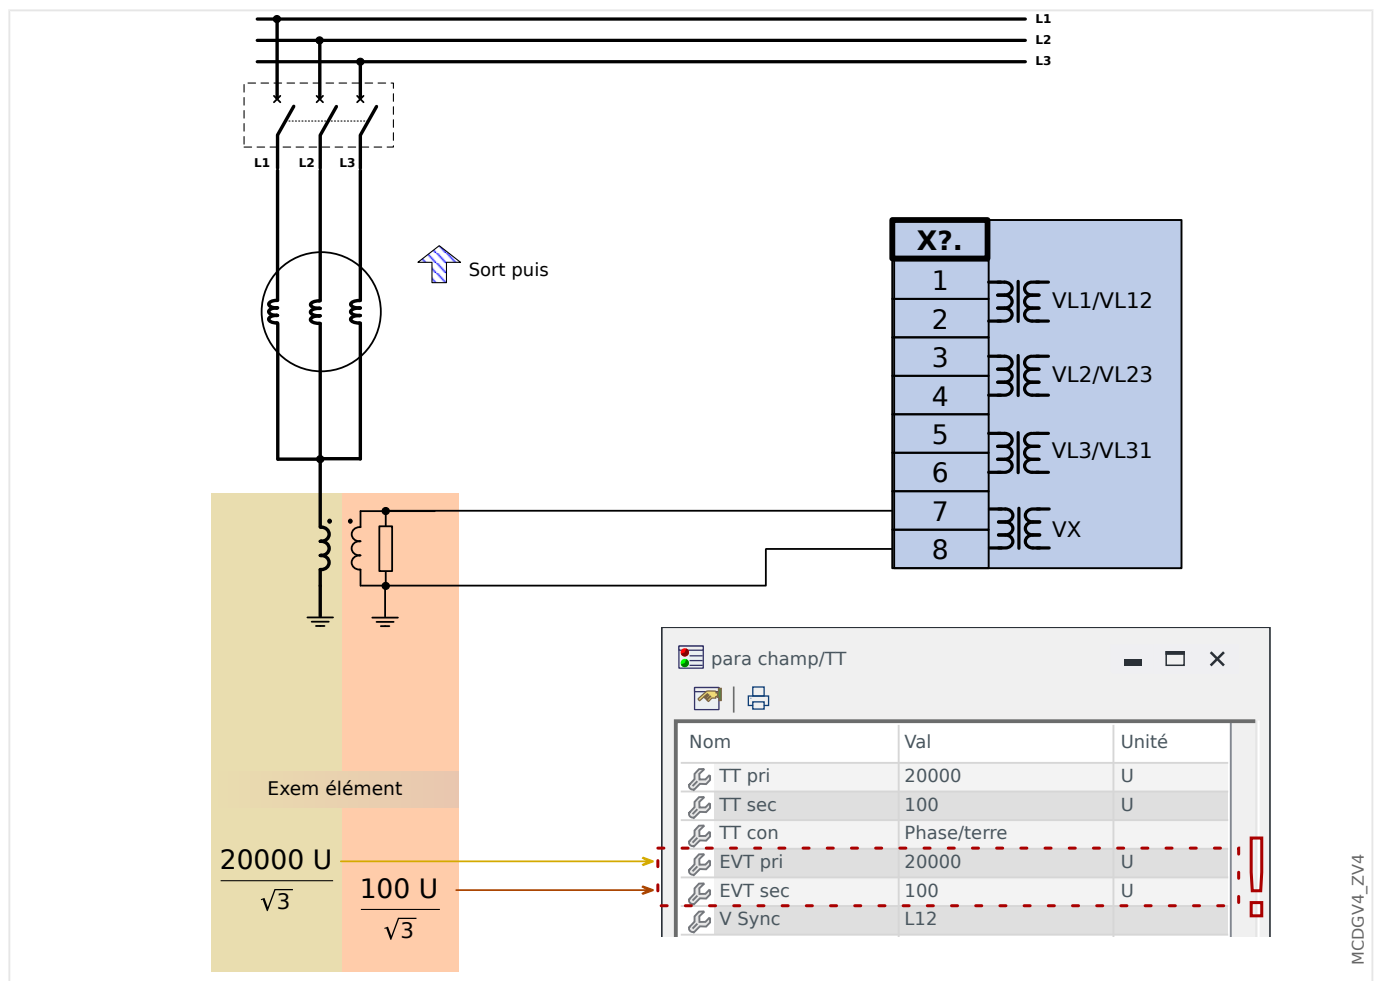 L1
L2
L3
L1 L2 L3
Sort puis
X?.
1
2
VL1/VL12
3
4
VL2/VL23
5
6
VL3/VL31
7
8
VX
para champ/TT
Nom Val Unité
TT pri 20000 U
TT sec 100 U
TT con Phase/terre
EVT pri 20000 U
EVT sec 100 U
V Sync L12
Exem élément
20000 U
√3
100 U
√3
MCDGV4_ZV4